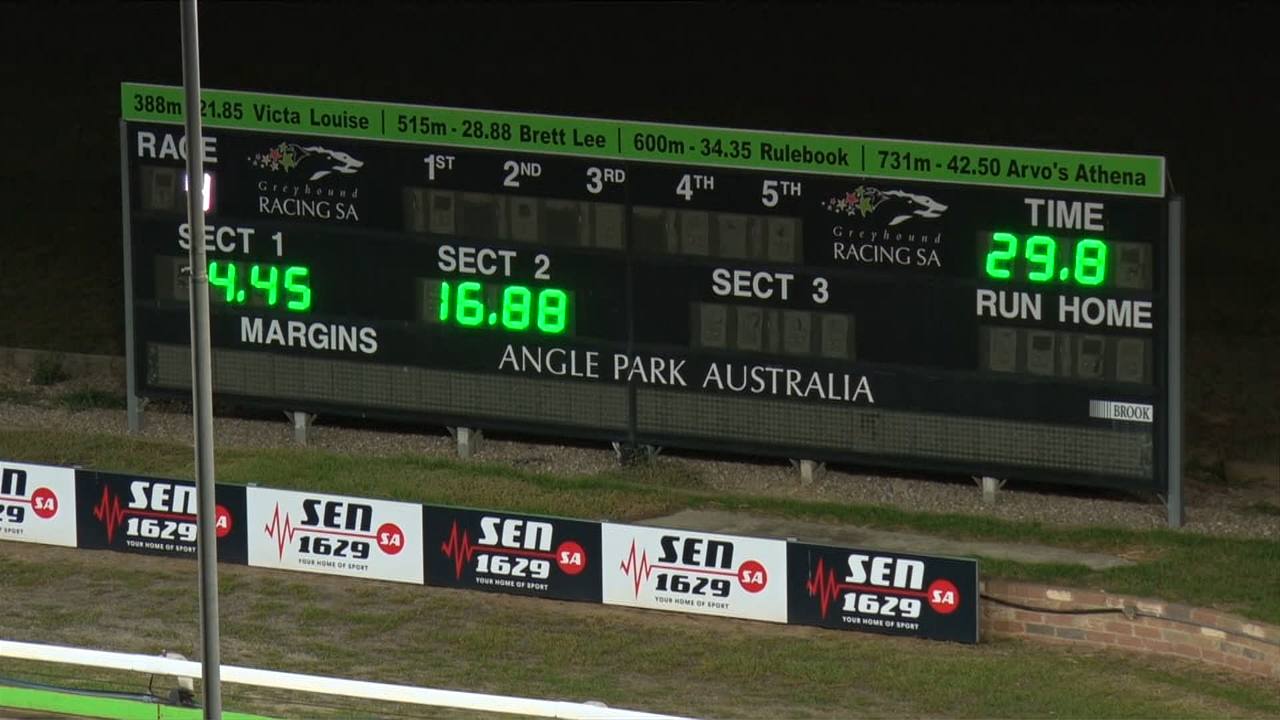 388m 21.85 Victa Louise | 515m - 28.88 Brett Lee | 600m - 34.35 Rulebook | 731m - 42.50 Arvo's Athena
RACE
Greyhound
RACING SA
1ST 2ND 3RD 4TH 5TH
Greyhound
RACING SA
TIME
29.8
SECT 1
4.45
SECT 2
16.88
SECT 3
RUN HOME
MARGINS
ANGLE PARK AUSTRALIA
BROOK
SA
SEN
1629
YOUR HOME OF SPORT
SEN
1629
SA
YOUR HOME OF SPORT
SEN
1629
SA
YOUR HOME OF SPORT
SEN
1629
SA
YOUR HOME OF SPORT
SEN
1629
SA
YOUR HOME OF SPORT